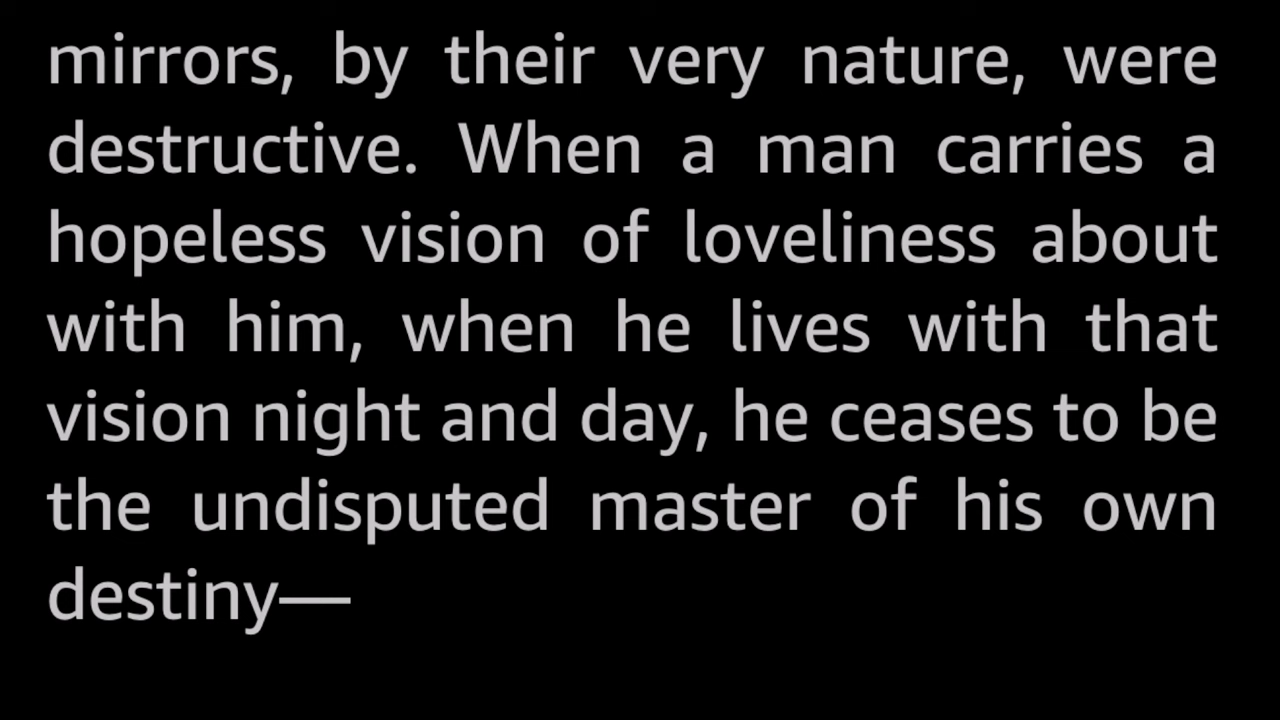 mirrors, by their very nature, were
destructive. When a man carries a
hopeless vision of loveliness about
with him, when he lives with that
vision night and day, he ceases to be
the undisputed master of his own
destiny—